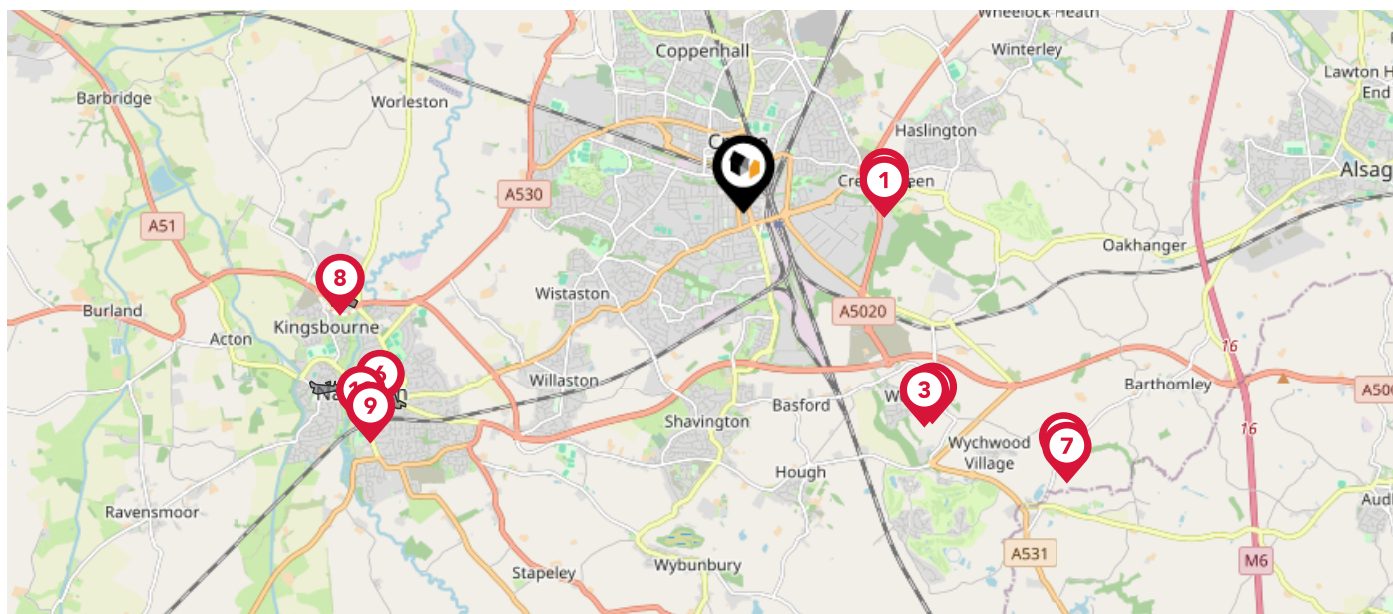 Wheelock Heath
Coppenhall
Winterley
Lawton H
End
Barbridge
Worleston
Haslington
Alsag
1
A530
A51
Oakhanger
8
Wistaston
Burland
Kingsbourne
A5020
Acton
16
6
Willaston
3
Barthomley
A500
9
Basford
Shavington
16
Wychwood
Village
7
Hough
Ravensmoor
Audl
A531
Stapeley
Wybunbury
M6